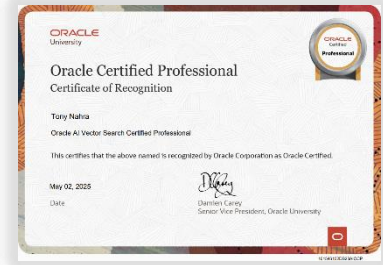 ORACLE
University
ORACLE
Certified
Professional
Oracle Certified Professional
Certificate of Recognition
Tony Nahra
Oracle AI Vector Search Certified Professional
This certifies that the above named is recognized by Oracle Corporation as Oracle Certified.
May 02, 2025
Date
Damien Carey
Senior Vice President, Oracle University